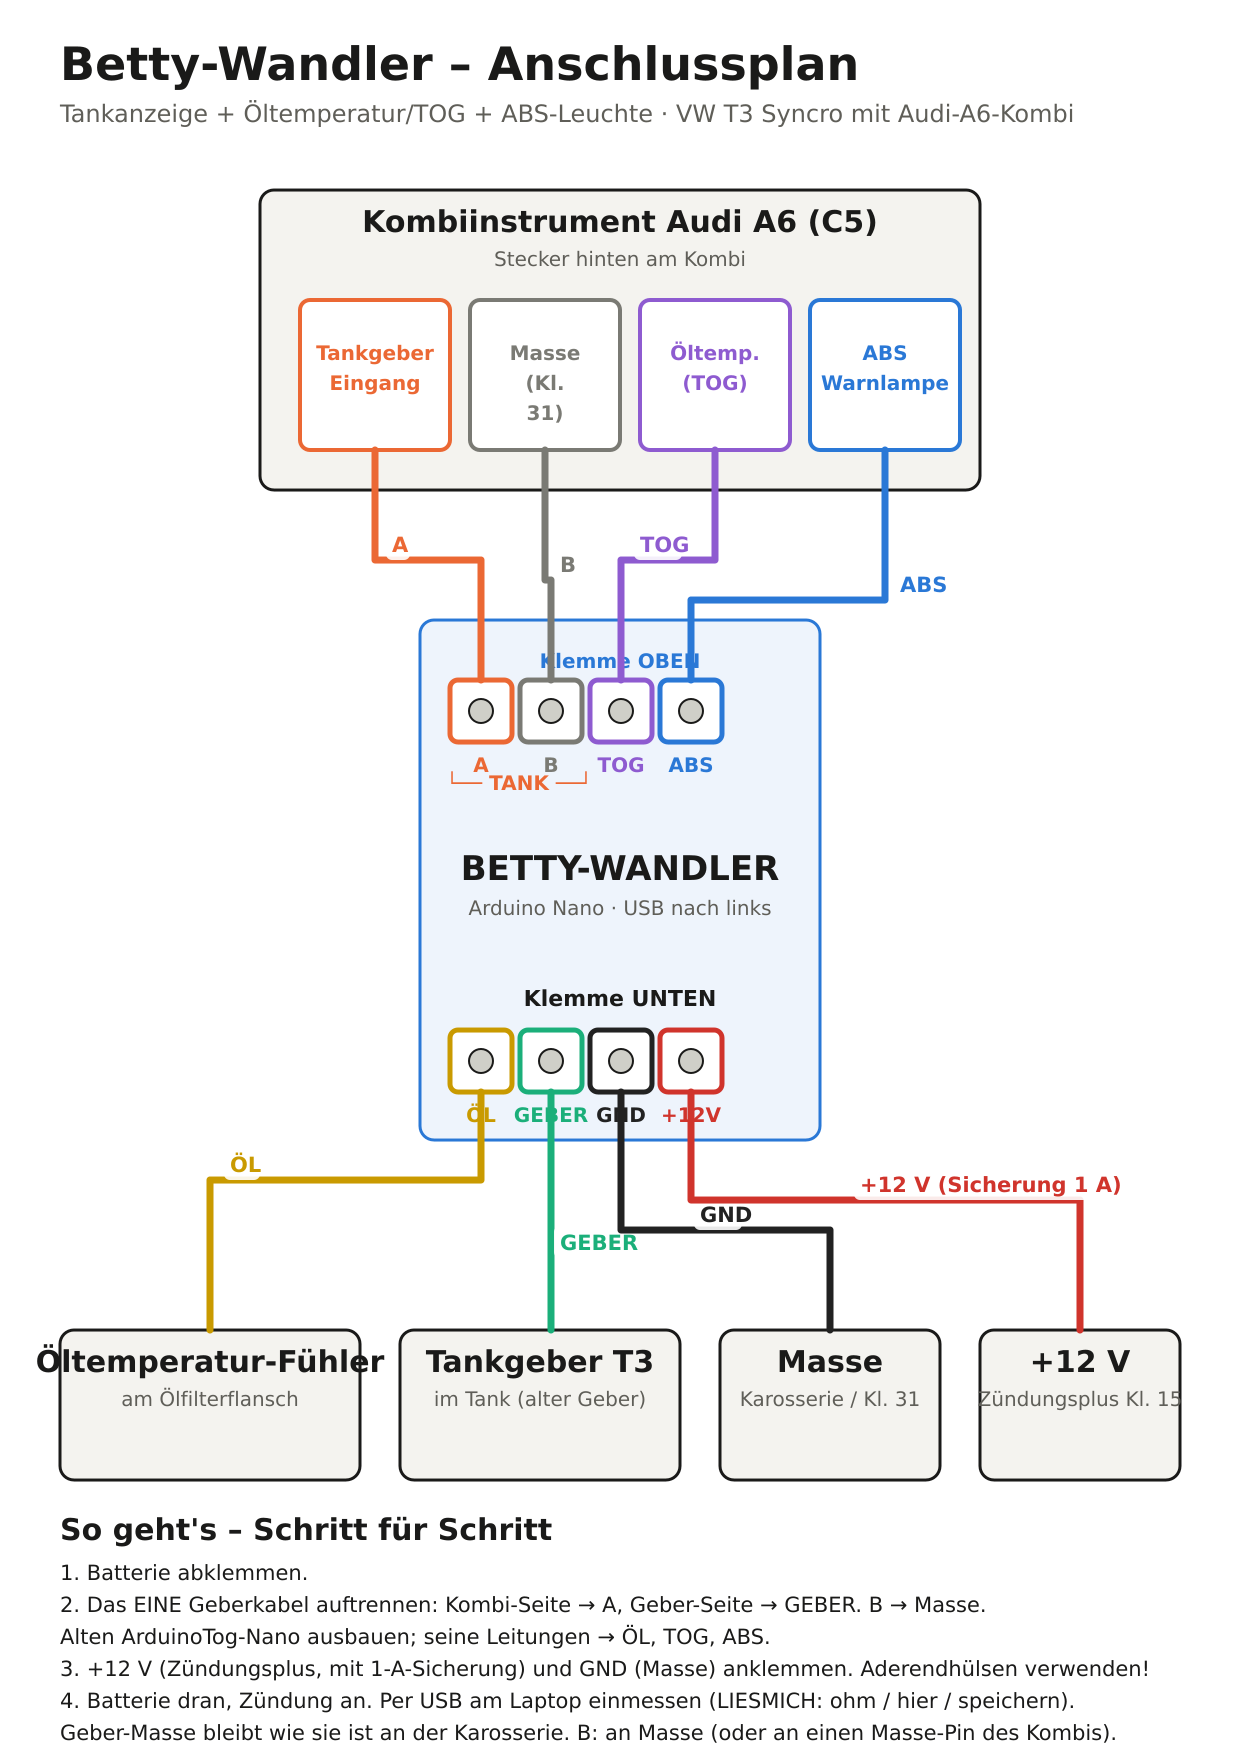 Betty-Wandler – Anschlussplan
Tankanzeige + Öltemperatur/TOG + ABS-Leuchte · VW T3 Syncro mit Audi-A6-Kombi
Kombiinstrument Audi A6 (C5)
Stecker hinten am Kombi
Tankgeber
Eingang
Masse
(Kl.
31)
Öltemp.
(TOG)
ABS
Warnlampe
A
B
TOG
ABS
Klemme OBEN
A
B
TOG
ABS
TANK
BETTY-WANDLER
Arduino Nano · USB nach links
Klemme UNTEN
ÖL
GEBER
GND
+12V
ÖL
+12 V (Sicherung 1 A)
GND
GEBER
Öltemperatur-Fühler
am Ölfilterflansch
Tankgeber T3
im Tank (alter Geber)
Masse
Karosserie / Kl. 31
+12 V
Zündungsplus Kl. 15
So geht's – Schritt für Schritt
1. Batterie abklemmen.
2. Das EINE Geberkabel auftrennen: Kombi-Seite → A, Geber-Seite → GEBER. B → Masse.
Alten ArduinoTog-Nano ausbauen; seine Leitungen → ÖL, TOG, ABS.
3. +12 V (Zündungsplus, mit 1-A-Sicherung) und GND (Masse) anklemmen. Aderendhülsen verwenden!
4. Batterie dran, Zündung an. Per USB am Laptop einmessen (LIESMICH: ohm / hier / speichern).
Geber-Masse bleibt wie sie ist an der Karosserie. B: an Masse (oder an einen Masse-Pin des Kombis).